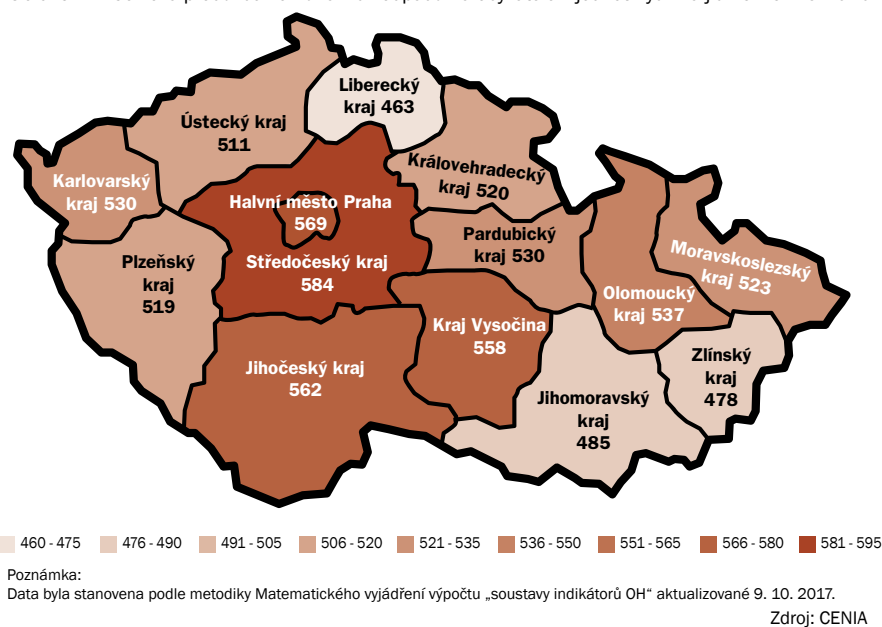 Liberecký
kraj 463
Ústecký kraj
511
Karlovarský
kraj 530
Královehradecký
kraj 520
Halvní město Praha
569
Pardubický
kraj 530
Moravskoslezský
kraj 523
Plzeňský
kraj
519
Středočeský kraj
584
Olomoucký
kraj 537
Kraj Vysočina
558
Zlínský
kraj
478
Jihočeský kraj
562
Jihomoravský
kraj
485
460 - 475 476 - 490 491 - 505 506 - 520 521 - 535 536 - 550 551 - 565 566 - 580 581 - 595
Poznámka:
Data byla stanovena podle metodiky Matematického vyjádření výpočtu „soustavy indikátorů OH“ aktualizované 9. 10. 2017.
Zdroj: CENIA